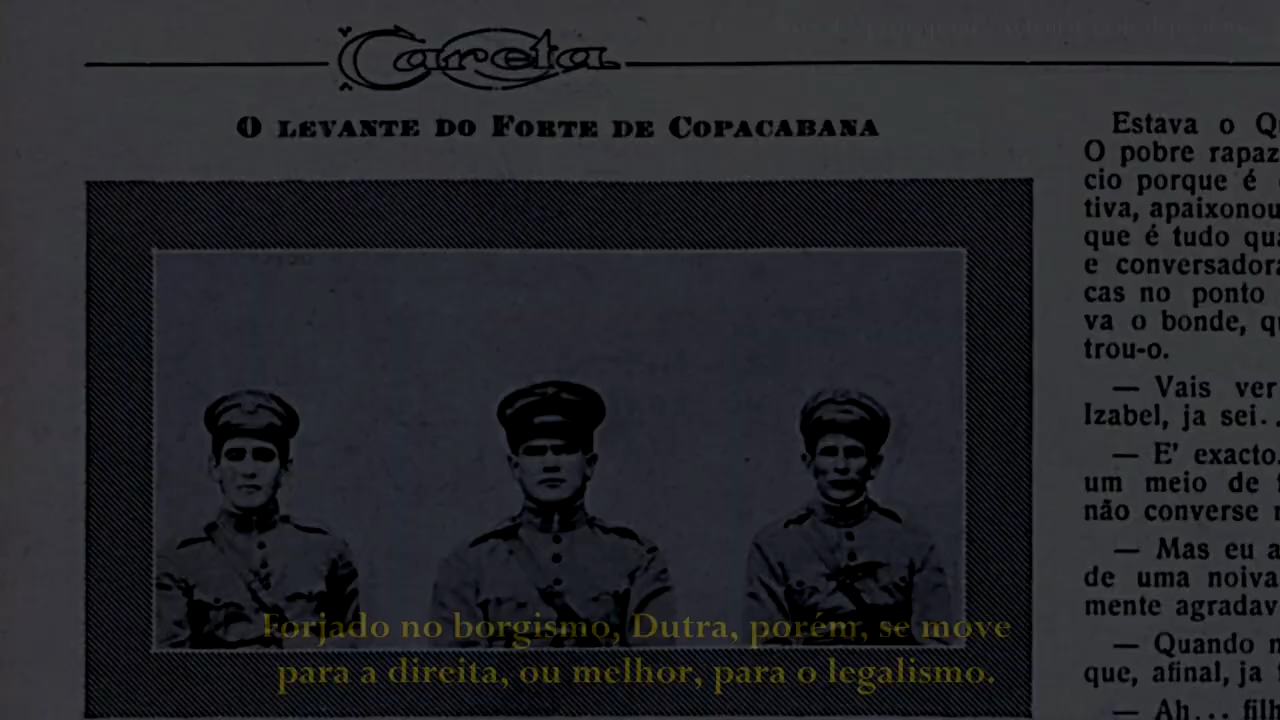 Careta
O LEVANTE DO FORTE DE COPACABANA
Estava o Q
O pobre rapaz
cio porque é
tiva, apaixonou
que é tudo qua
e conversadora
cas no ponto
va o bonde, q
trou-o.
— Vais ver
Izabel, ja sei. .
— E' exacto.
um meio de
não converse
— Mas eu a
de uma noiva
mente agradav
— Quando
que, afinal, ja
— Ah... filh
Forjado no borgismo, Dutra, porém, se move
para a direita, ou melhor, para o legalismo.